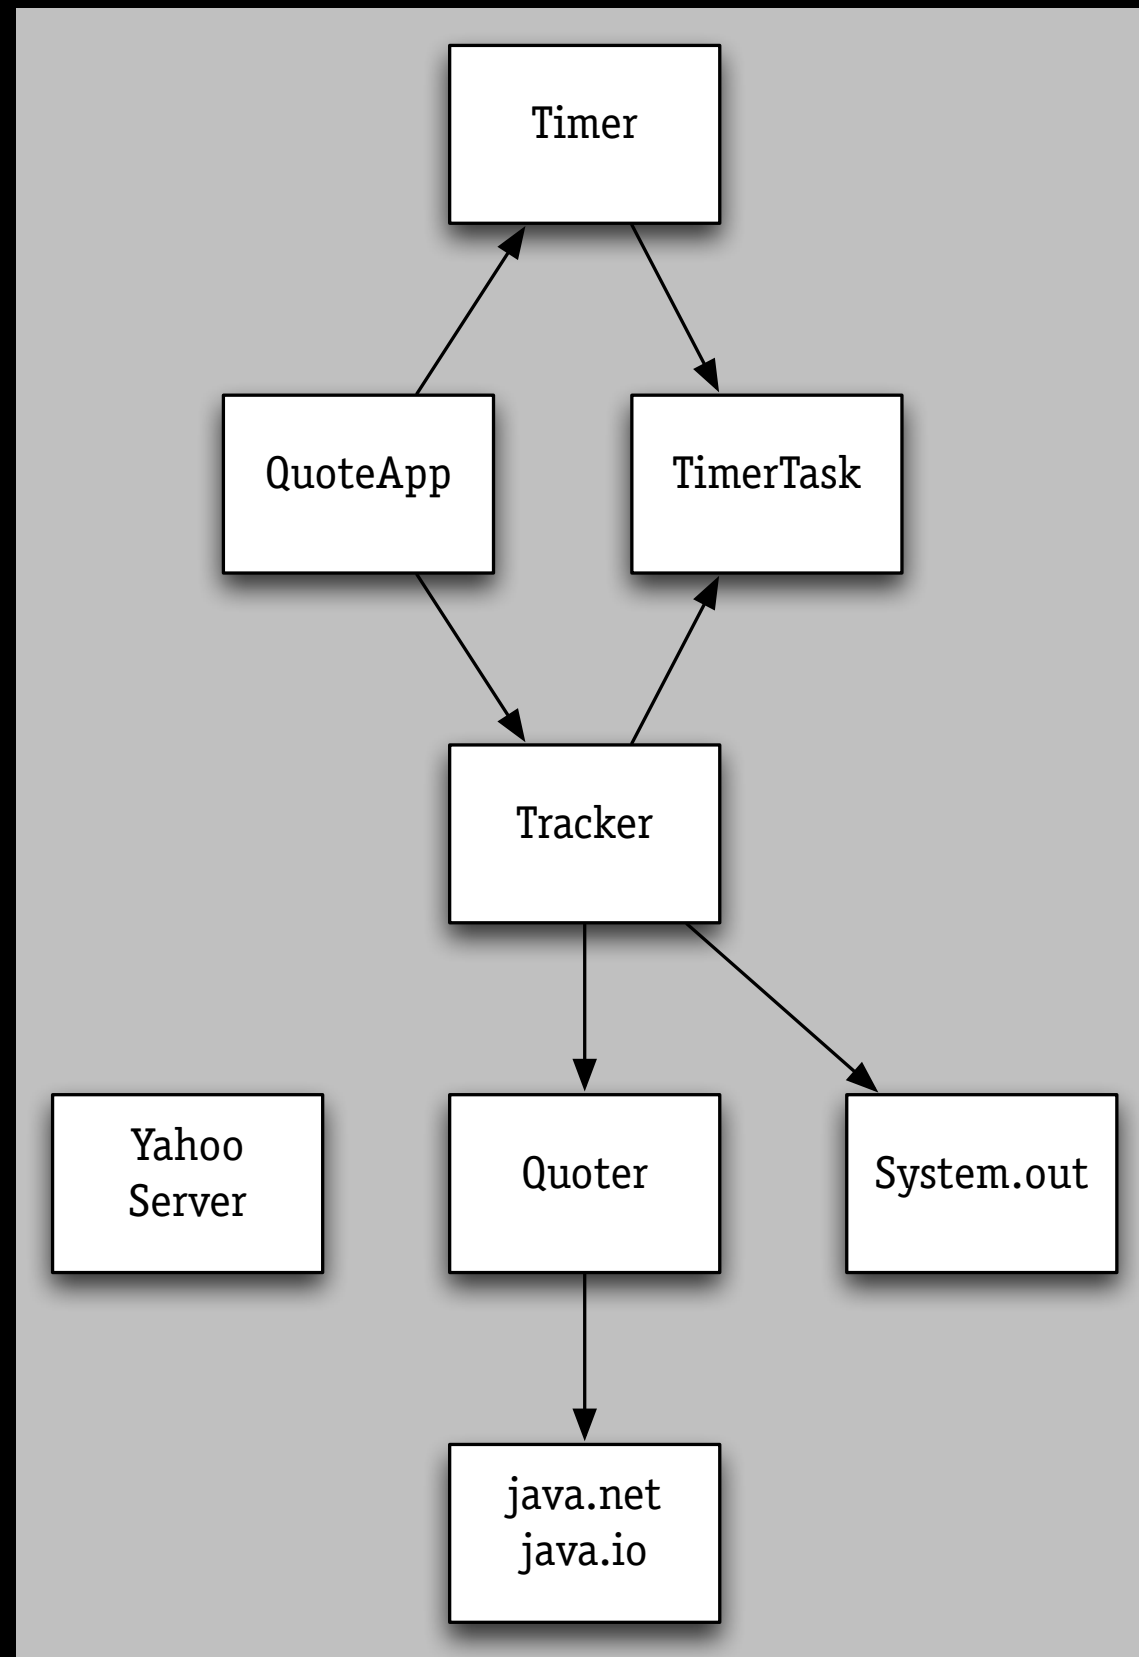 Timer
QuoteApp
TimerTask
Tracker
Yahoo
Server
Quoter
System.out
java.net
java.io